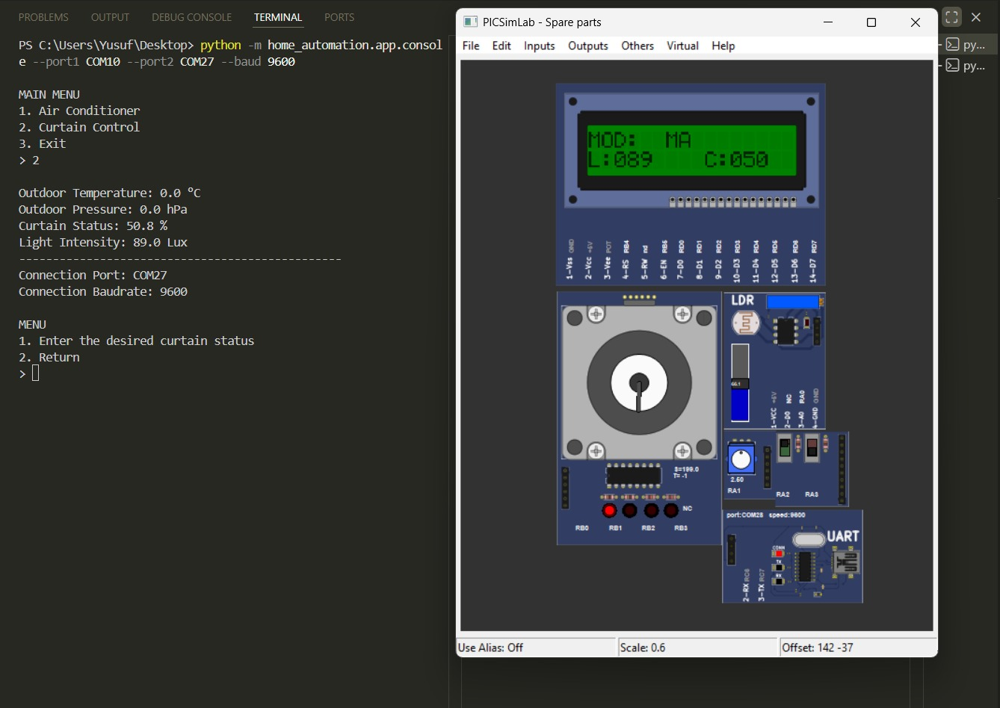 PROBLEMS OUTPUT DEBUG CONSOLE TERMINAL PORTS
PS C:\Users\Yusuf\Desktop> python -m home_automation.app.consol
e --port1 COM10 --port2 COM27 --baud 9600
MAIN MENU
1. Air Conditioner
2. Curtain Control
3. Exit
> 2
Outdoor Temperature: 0.0 °C
Outdoor Pressure: 0.0 hPa
Curtain Status: 50.8 %
Light Intensity: 89.0 Lux
------------------------------------------------
Connection Port: COM27
Connection Baudrate: 9600
MENU
1. Enter the desired curtain status
2. Return
>
py...
py...
PICSimLab - Spare parts
File Edit Inputs Outputs Others Virtual Help
MOD: MA
L:089 C:050
1-Vss GND
2-Vcc +5V
3-Vee POT
4-RS RB4
5-RW nd
6-EN RB5
7-D0 RD0
8-D1 RD1
9-D2 RD2
10-D3 RD3
11-D4 RD4
12-D5 RD5
13-D6 RD6
14-D7 RD7
S=199.0
T= -1
NC
RB0 RB1 RB2 RB3
LDR
66.1
1-VCC +5V
2-D0 NC
3-A0 RA0
4-GND GND
2.50
RA1 RA2 RA3
port:COM28 speed:9600
UART
CONN
TX
RX
2-RX RC6
3-TX RC7
Use Alias: Off
Scale: 0.6
Offset: 142 -37